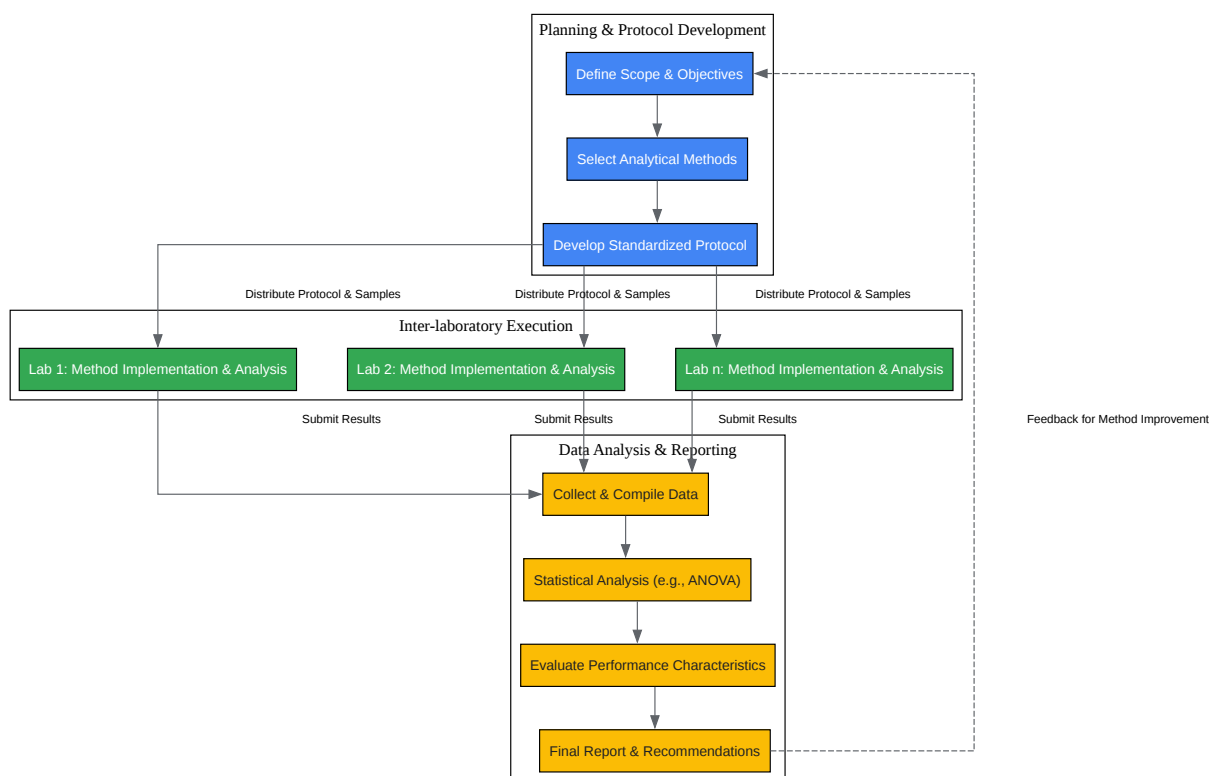 Planning & Protocol Development
Define Scope & Objectives
Select Analytical Methods
Develop Standardized Protocol
Distribute Protocol & Samples
Distribute Protocol & Samples
Distribute Protocol & Samples
Inter-laboratory Execution
Lab 1: Method Implementation & Analysis
Lab 2: Method Implementation & Analysis
Lab n: Method Implementation & Analysis
Submit Results
Submit Results
Submit Results
Feedback for Method Improvement
Data Analysis & Reporting
Collect & Compile Data
Statistical Analysis (e.g., ANOVA)
Evaluate Performance Characteristics
Final Report & Recommendations